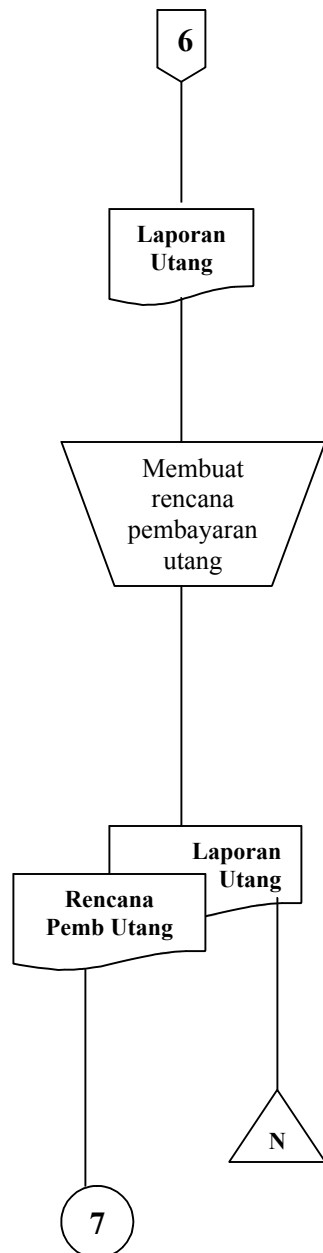 6
Laporan
Utang
Membuat
rencana
pembayaran
utang
Laporan
Utang
Rencana
Pemb Utang
N
7